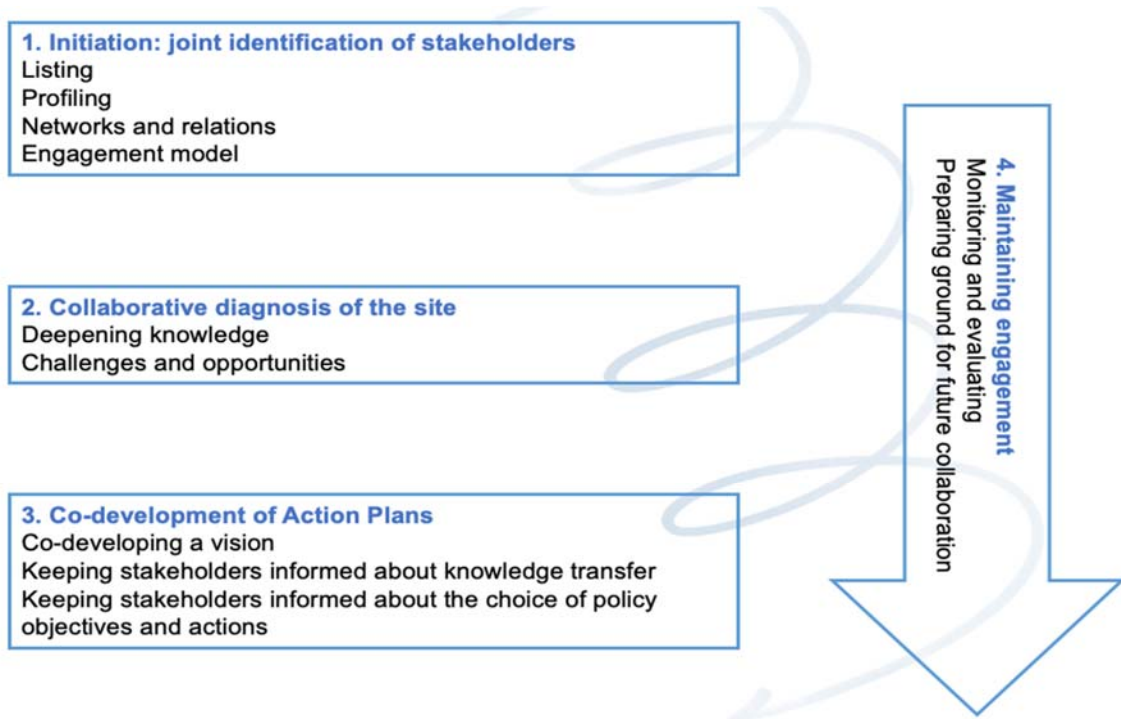 1. Initiation: joint identification of stakeholders
Listing
Profiling
Networks and relations
Engagement model
2. Collaborative diagnosis of the site
Deepening knowledge
Challenges and opportunities
3. Co-development of Action Plans
Co-developing a vision
Keeping stakeholders informed about knowledge transfer
Keeping stakeholders informed about the choice of policy
objectives and actions
4. Maintaining engagement
Monitoring and evaluating
Preparing ground for future collaboration